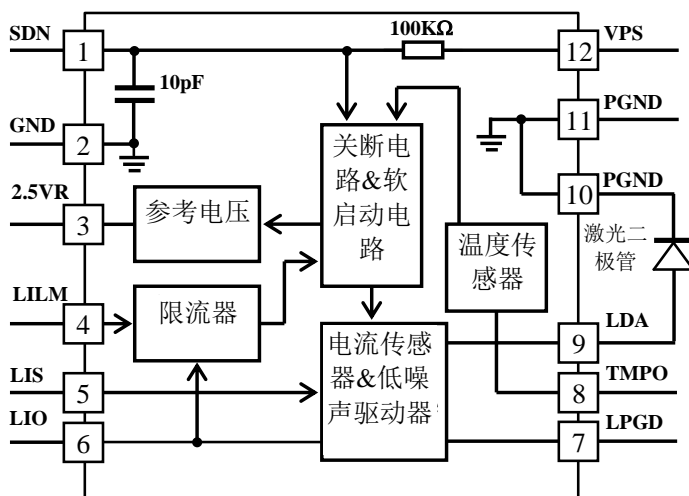 SDN
1
100KΩ
12
VPS
10pF
GND
2
11
PGND
关断电
路&软
启动电
路
2.5VR
3
参考电压
10
PGND
激光二
极管
温度传
感器
LILM
4
限流器
9
LDA
电流传感
器&低噪
声驱动器
LIS
5
8
TMPO
LIO
6
7
LPGD